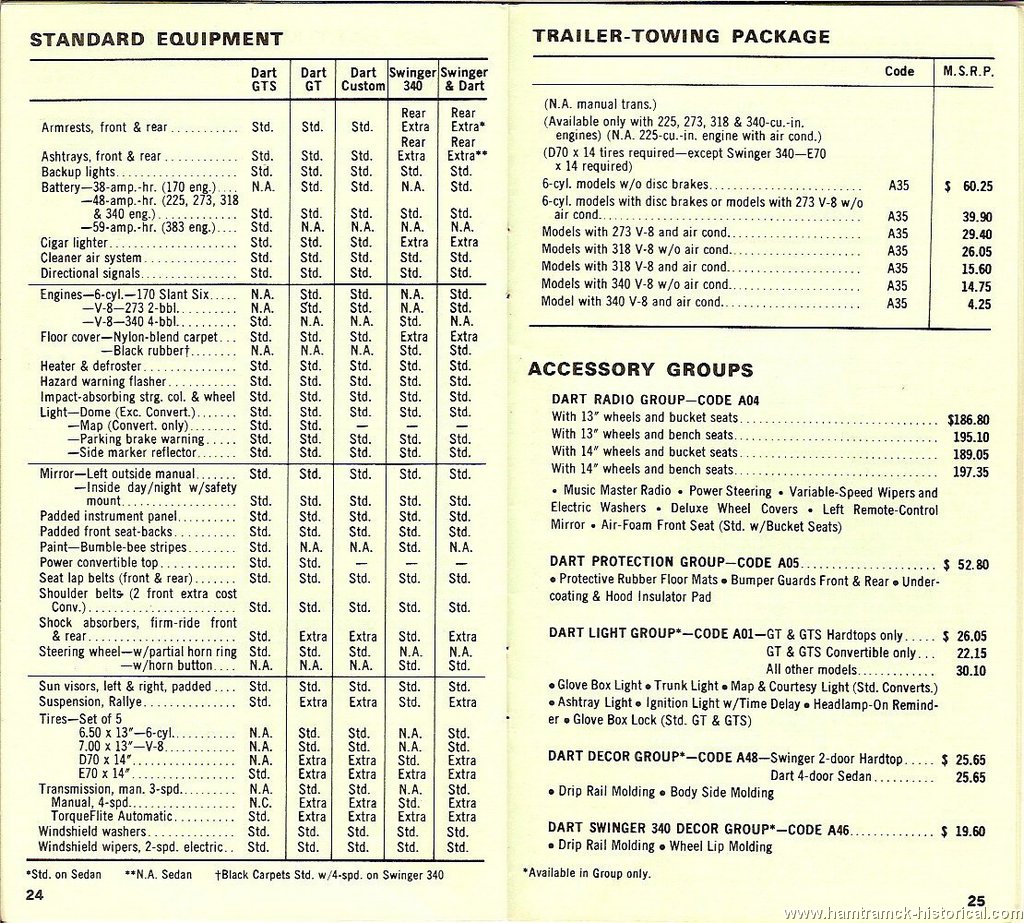 STANDARD EQUIPMENT
Dart GTS Dart GT Dart Custom Swinger 340 Swinger & Dart
Armrests, front & rear........... Std. Std. Std. Rear Extra Rear Extra*
Ashtrays, front & rear............ Std. Std. Std. Rear Extra Rear Extra**
Backup lights.................... Std. Std. Std. Std. Std.
Battery—38-amp.-hr. (170 eng.).... N.A. Std. Std. N.A. Std.
—48-amp.-hr. (225, 273, 318
& 340 eng.)............. Std. Std. Std. Std. Std.
—59-amp.-hr. (383 eng.).... Std. N.A. N.A. N.A. N.A.
Cigar lighter..................... Std. Std. Std. Extra Extra
Cleaner air system................ Std. Std. Std. Std. Std.
Directional signals................ Std. Std. Std. Std. Std.
Engines—6-cyl.—170 Slant Six..... N.A. Std. Std. N.A. Std.
—V-8—273 2-bbl.......... N.A. Std. Std. N.A. Std.
—V-8—340 4-bbl.......... Std. N.A. N.A. Std. N.A.
Floor cover—Nylon-blend carpet... Std. Std. Std. Extra Extra
—Black rubber†........ N.A. N.A. N.A. Std. Std.
Heater & defroster............... Std. Std. Std. Std. Std.
Hazard warning flasher........... Std. Std. Std. Std. Std.
Impact-absorbing strg. col. & wheel Std. Std. Std. Std. Std.
Light—Dome (Exc. Convert.)....... Std. Std. Std. Std. Std.
—Map (Convert. only)........ Std. Std. — — —
—Parking brake warning..... Std. Std. Std. Std. Std.
—Side marker reflector....... Std. Std. Std. Std. Std.
Mirror—Left outside manual....... Std. Std. Std. Std. Std.
—Inside day/night w/safety
mount................... Std. Std. Std. Std. Std.
Padded instrument panel.......... Std. Std. Std. Std. Std.
Padded front seat-backs.......... Std. Std. Std. Std. Std.
Paint—Bumble-bee stripes........ Std. N.A. N.A. Std. N.A.
Power convertible top............. Std. Std. — — —
Seat lap belts (front & rear)....... Std. Std. Std. Std. Std.
Shoulder belts (2 front extra cost
Conv.)........................ Std. Std. Std. Std. Std.
Shock absorbers, firm-ride front
& rear........................ Std. Extra Extra Std. Extra
Steering wheel—w/partial horn ring Std. Std. Std. N.A. N.A.
—w/horn button.... N.A. N.A. N.A. Std. Std.
Sun visors, left & right, padded .... Std. Std. Std. Std. Std.
Suspension, Rallye............... Std. Extra Extra Std. Extra
Tires—Set of 5
6.50 x 13″—6-cyl............ N.A. Std. Std. N.A. Std.
7.00 x 13″—V-8............. N.A. Std. Std. N.A. Std.
D70 x 14″................. N.A. Extra Extra N.A. Extra
E70 x 14″................. Std. Extra Extra Extra Extra
Transmission, man. 3-spd.......... N.A. Std. Std. N.A. Std.
Manual, 4-spd................. N.C. Extra Extra Std. Extra
TorqueFlite Automatic.......... Std. Extra Extra Extra Extra
Windshield washers.............. Std. Std. Std. Std. Std.
Windshield wipers, 2-spd. electric.. Std. Std. Std. Std. Std.
*Std. on Sedan **N.A. Sedan †Black Carpets Std. w/4-spd. on Swinger 340
24
TRAILER-TOWING PACKAGE
Code M.S.R.P.
(N.A. manual trans.)
(Available only with 225, 273, 318 & 340-cu.-in.
engines) (N.A. 225-cu.-in. engine with air cond.)
(D70 x 14 tires required—except Swinger 340—E70
x 14 required)
6-cyl. models w/o disc brakes......................... A35 $ 60.25
6-cyl. models with disc brakes or models with 273 V-8 w/o
air cond........................................... A35 39.90
Models with 273 V-8 and air cond...................... A35 29.40
Models with 318 V-8 w/o air cond...................... A35 26.05
Models with 318 V-8 and air cond...................... A35 15.60
Models with 340 V-8 w/o air cond...................... A35 14.75
Model with 340 V-8 and air cond....................... A35 4.25
ACCESSORY GROUPS
DART RADIO GROUP—CODE A04
With 13″ wheels and bucket seats................................ $186.80
With 13″ wheels and bench seats................................ 195.10
With 14″ wheels and bucket seats................................ 189.05
With 14″ wheels and bench seats................................ 197.35
• Music Master Radio • Power Steering • Variable-Speed Wipers and
Electric Washers • Deluxe Wheel Covers • Left Remote-Control
Mirror • Air-Foam Front Seat (Std. w/Bucket Seats)
DART PROTECTION GROUP—CODE A05...................... $ 52.80
• Protective Rubber Floor Mats • Bumper Guards Front & Rear • Under-
coating & Hood Insulator Pad
DART LIGHT GROUP*—CODE A01—GT & GTS Hardtops only..... $ 26.05
GT & GTS Convertible only... 22.15
All other models............ 30.10
• Glove Box Light • Trunk Light • Map & Courtesy Light (Std. Converts.)
• Ashtray Light • Ignition Light w/Time Delay • Headlamp-On Remind-
er • Glove Box Lock (Std. GT & GTS)
DART DECOR GROUP*—CODE A48—Swinger 2-door Hardtop..... $ 25.65
Dart 4-door Sedan.......... 25.65
• Drip Rail Molding • Body Side Molding
DART SWINGER 340 DECOR GROUP*—CODE A46.............. $ 19.60
• Drip Rail Molding • Wheel Lip Molding
*Available in Group only.
25
www.hamtramck-historical.com